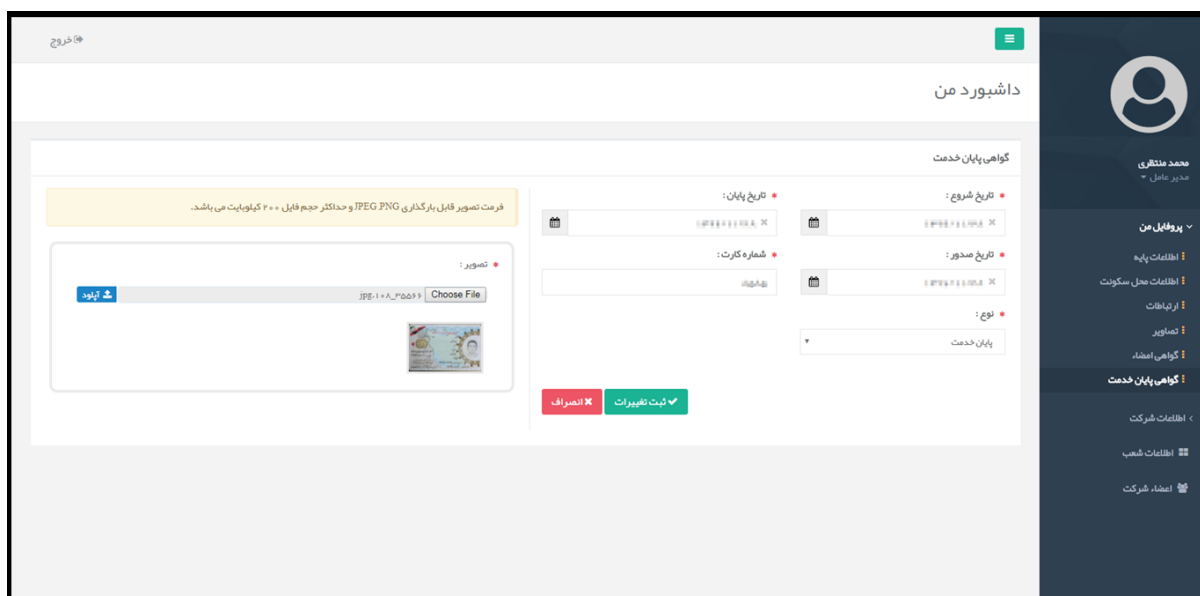 خروج
داشبورد من
محمد منتظری
مدیر عامل
پروفایل من
اطلاعات پایه
اطلاعات محل سکونت
ارتباطات
تصاویر
گواهی امضاء
گواهی پایان خدمت
اطلاعات شرکت
اطلاعات شعب
اعضاء شرکت
گواهی پایان خدمت
* تاریخ شروع :
* تاریخ پایان :
* تاریخ صدور :
* شماره کارت :
* نوع :
پایان خدمت
ثبت تغییرات
انصراف
فرمت تصویر قابل بارگذاری JPEG PNG و حداکثر حجم فایل ۲۰۰ کیلوبایت می باشد.
* تصویر :
Choose File
۱۰۸_۳۵۵۶۶.jpg
آپلود